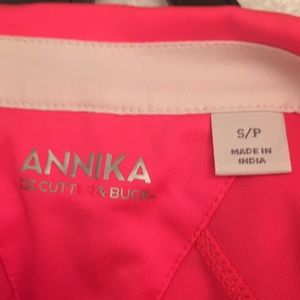 ANNIKA
CUTTER & BUCK
S/P
MADE IN
INDIA